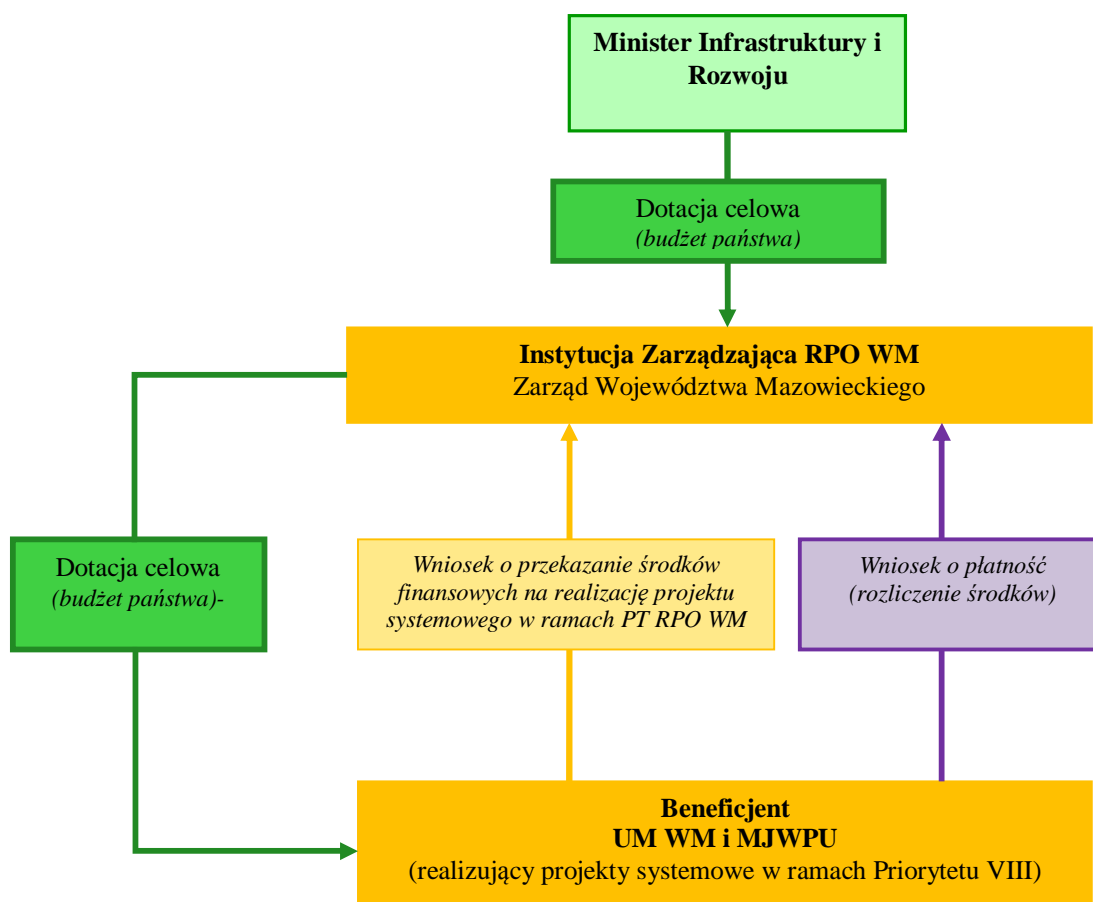 Minister Infrastruktury i
Rozwoju
Dotacja celowa
(budżet państwa)
Instytucja Zarządzająca RPO WM
Zarząd Województwa Mazowieckiego
Dotacja celowa
(budżet państwa)-
Wniosek o przekazanie środków
finansowych na realizację projektu
systemowego w ramach PT RPO WM
Wniosek o płatność
(rozliczenie środków)
Beneficjent
UM WM i MJWPU
(realizujący projekty systemowe w ramach Priorytetu VIII)